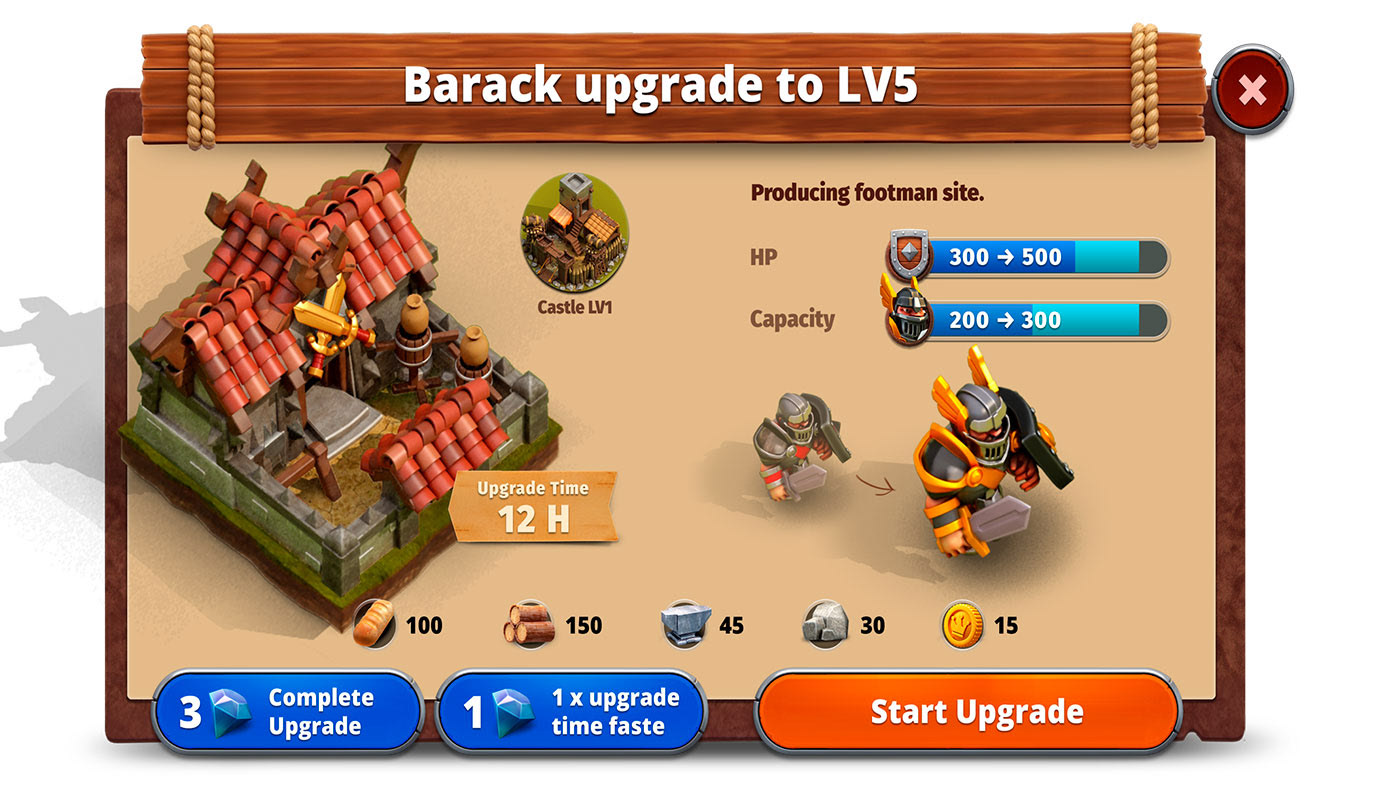 Barack upgrade to LV5
Castle LV1
Producing footman site.
HP
300 → 500
Capacity
200 → 300
Upgrade Time
12 H
100
150
45
30
15
3
Complete
Upgrade
1
1 x upgrade
time faste
Start Upgrade